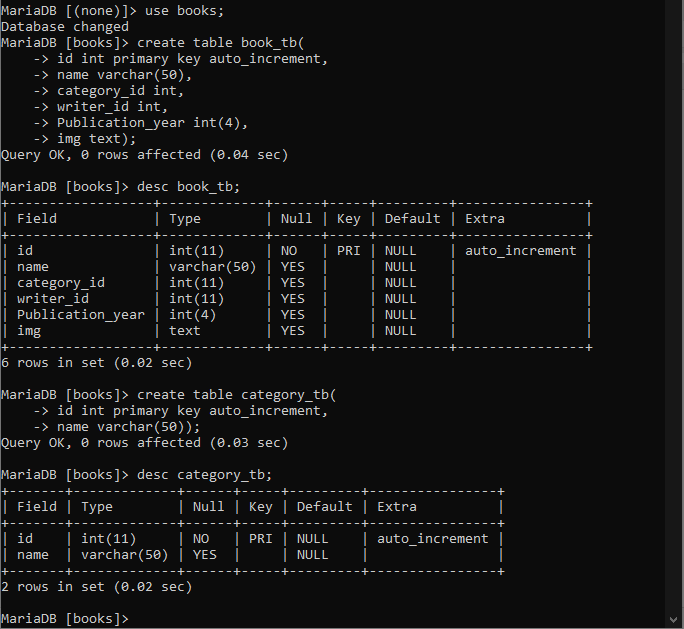 MariaDB [(none)]> use books;
Database changed
MariaDB [books]> create table book_tb(
    -> id int primary key auto_increment,
    -> name varchar(50),
    -> category_id int,
    -> writer_id int,
    -> Publication_year int(4),
    -> img text);
Query OK, 0 rows affected (0.04 sec)

MariaDB [books]> desc book_tb;
+------------------+-------------+------+-----+---------+----------------+
| Field            | Type        | Null | Key | Default | Extra          |
+------------------+-------------+------+-----+---------+----------------+
| id               | int(11)     | NO   | PRI | NULL    | auto_increment |
| name             | varchar(50) | YES  |     | NULL    |                |
| category_id      | int(11)     | YES  |     | NULL    |                |
| writer_id        | int(11)     | YES  |     | NULL    |                |
| Publication_year | int(4)      | YES  |     | NULL    |                |
| img              | text        | YES  |     | NULL    |                |
+------------------+-------------+------+-----+---------+----------------+
6 rows in set (0.02 sec)

MariaDB [books]> create table category_tb(
    -> id int primary key auto_increment,
    -> name varchar(50));
Query OK, 0 rows affected (0.03 sec)

MariaDB [books]> desc category_tb;
+-------+-------------+------+-----+---------+----------------+
| Field | Type        | Null | Key | Default | Extra          |
+-------+-------------+------+-----+---------+----------------+
| id    | int(11)     | NO   | PRI | NULL    | auto_increment |
| name  | varchar(50) | YES  |     | NULL    |                |
+-------+-------------+------+-----+---------+----------------+
2 rows in set (0.02 sec)

MariaDB [books]>